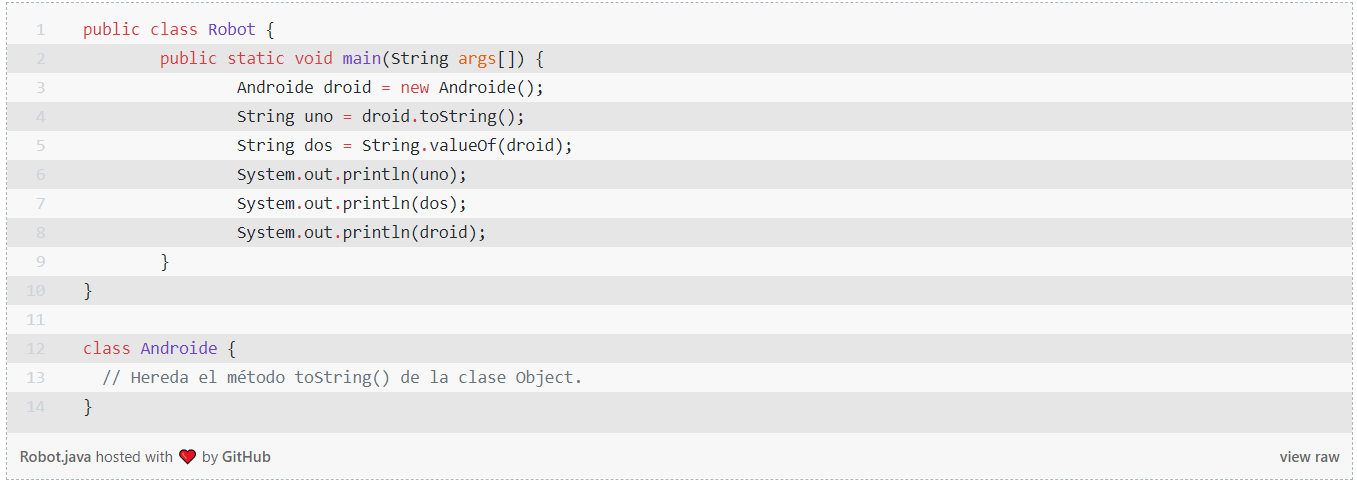 1 public class Robot {
2 public static void main(String args[]) {
3 Androide droid = new Androide();
4 String uno = droid.toString();
5 String dos = String.valueOf(droid);
6 System.out.println(uno);
7 System.out.println(dos);
8 System.out.println(droid);
9 }
10 }
11
12 class Androide {
13 // Hereda el método toString() de la clase Object.
14 }
Robot.java hosted with ❤ by GitHub view raw